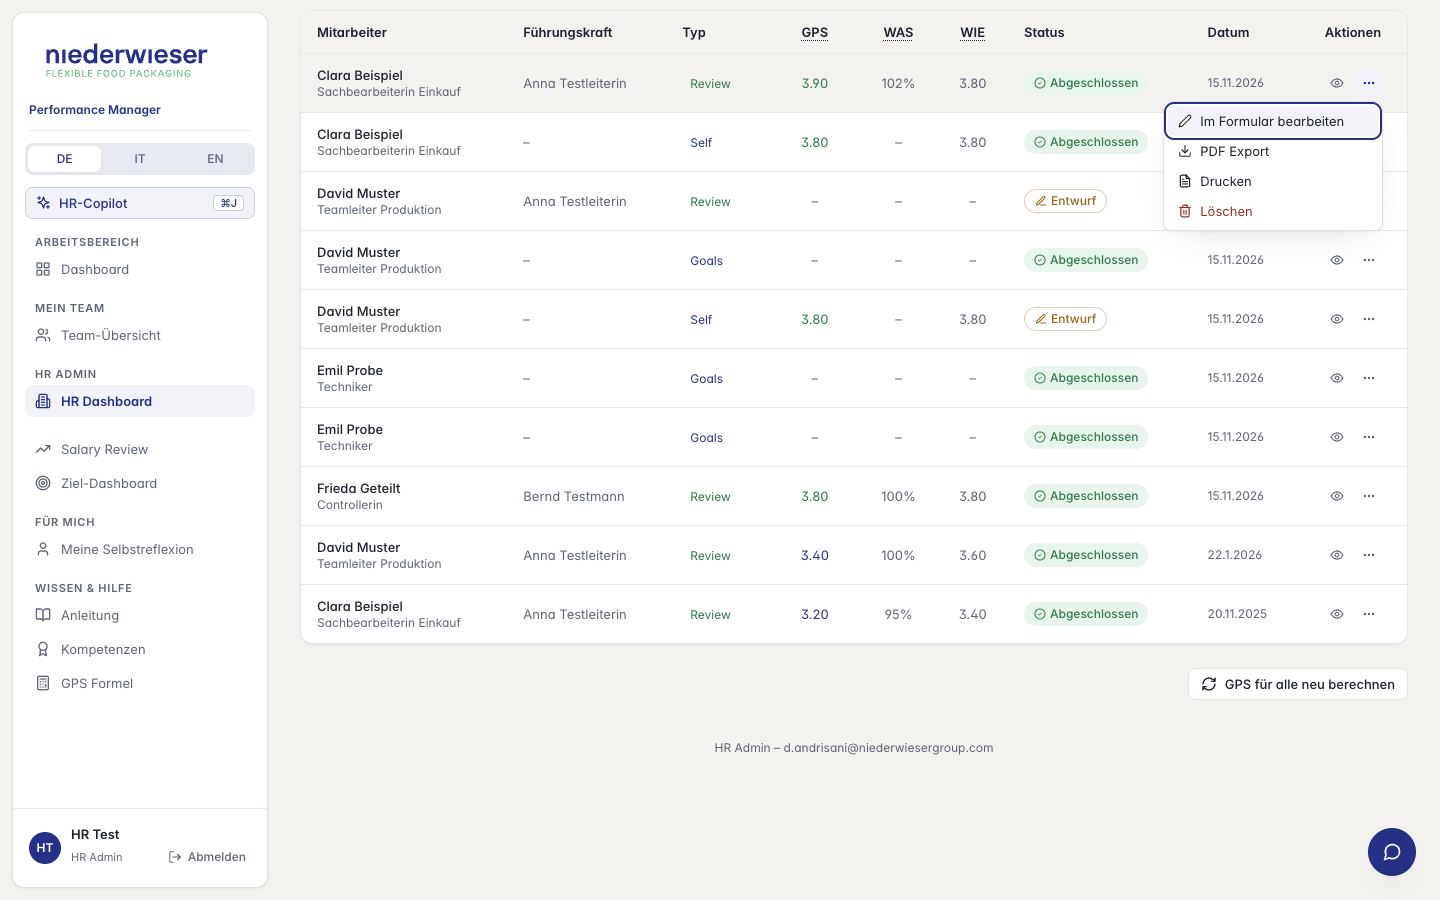 niederwieser
FLEXIBLE FOOD PACKAGING
Performance Manager
DE IT EN
HR-Copilot ⌘J
ARBEITSBEREICH
Dashboard
MEIN TEAM
Team-Übersicht
HR ADMIN
HR Dashboard
Salary Review
Ziel-Dashboard
FÜR MICH
Meine Selbstreflexion
WISSEN & HILFE
Anleitung
Kompetenzen
GPS Formel
HT
HR Test
HR Admin
Abmelden
Mitarbeiter Führungskraft Typ GPS WAS WIE Status Datum Aktionen
Clara Beispiel
Sachbearbeiterin Einkauf
Anna Testleiterin Review 3.90 102% 3.80 Abgeschlossen 15.11.2026
Im Formular bearbeiten
PDF Export
Drucken
Löschen
Clara Beispiel
Sachbearbeiterin Einkauf
– Self 3.80 – 3.80 Abgeschlossen
David Muster
Teamleiter Produktion
Anna Testleiterin Review – – – Entwurf
David Muster
Teamleiter Produktion
– Goals – – – Abgeschlossen 15.11.2026
David Muster
Teamleiter Produktion
– Self 3.80 – 3.80 Entwurf 15.11.2026
Emil Probe
Techniker
– Goals – – – Abgeschlossen 15.11.2026
Emil Probe
Techniker
– Goals – – – Abgeschlossen 15.11.2026
Frieda Geteilt
Controllerin
Bernd Testmann Review 3.80 100% 3.80 Abgeschlossen 15.11.2026
David Muster
Teamleiter Produktion
Anna Testleiterin Review 3.40 100% 3.60 Abgeschlossen 22.1.2026
Clara Beispiel
Sachbearbeiterin Einkauf
Anna Testleiterin Review 3.20 95% 3.40 Abgeschlossen 20.11.2025
GPS für alle neu berechnen
HR Admin – d.andrisani@niederwiesergroup.com